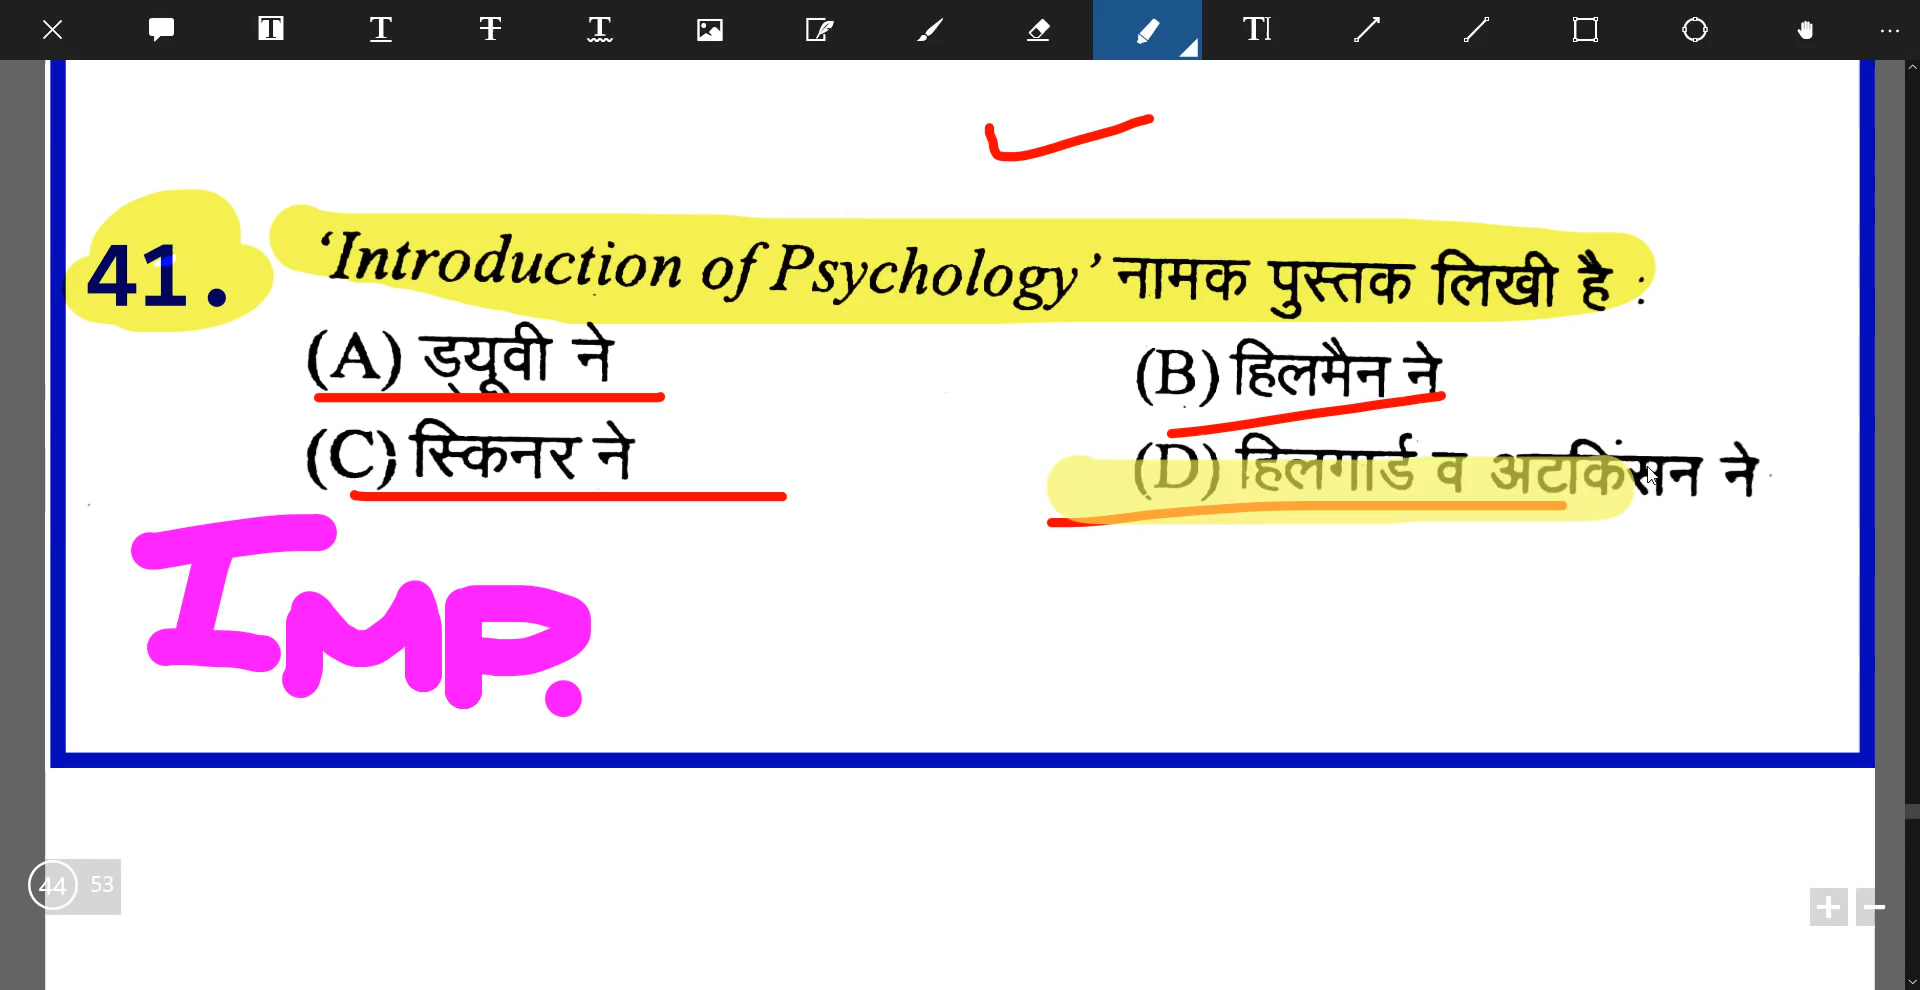 41. 'Introduction of Psychology' नामक पुस्तक लिखी है :
(A) ड्यूवी ने (B) हिलमैन ने
(C) स्किनर ने (D) हिलगार्ड व अटकिंसन ने
IMP.
44 53